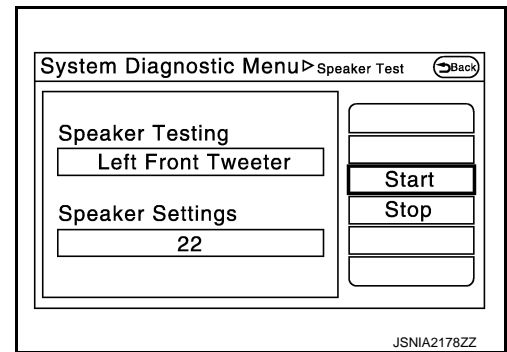 System Diagnostic Menu▷Speaker Test
Back
Speaker Testing
Left Front Tweeter
Speaker Settings
22
Start
Stop
JSNIA2178ZZ